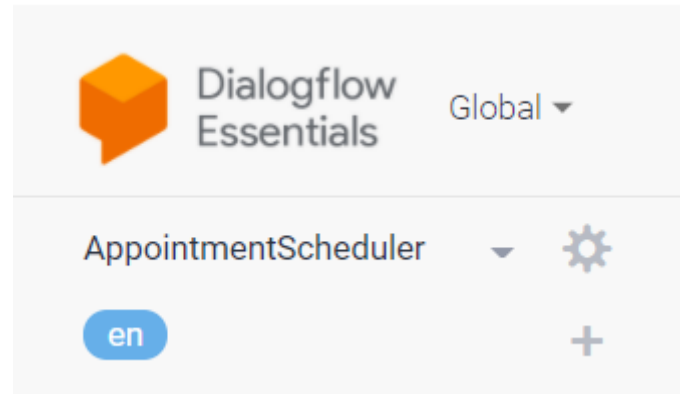 Dialogflow
Essentials
Global
AppointmentScheduler
en